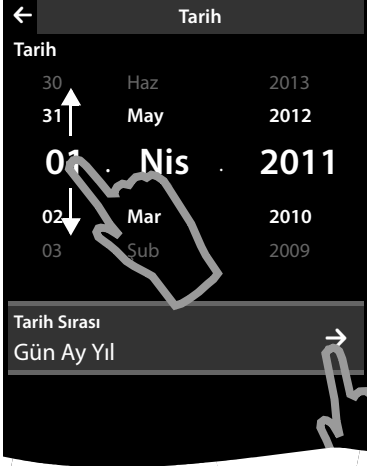 Tarih
Tarih
30 Haz 2013
31 May 2012
01 . Nis . 2011
02 Mar 2010
03 Şub 2009
Tarih Sırası
Gün Ay Yıl